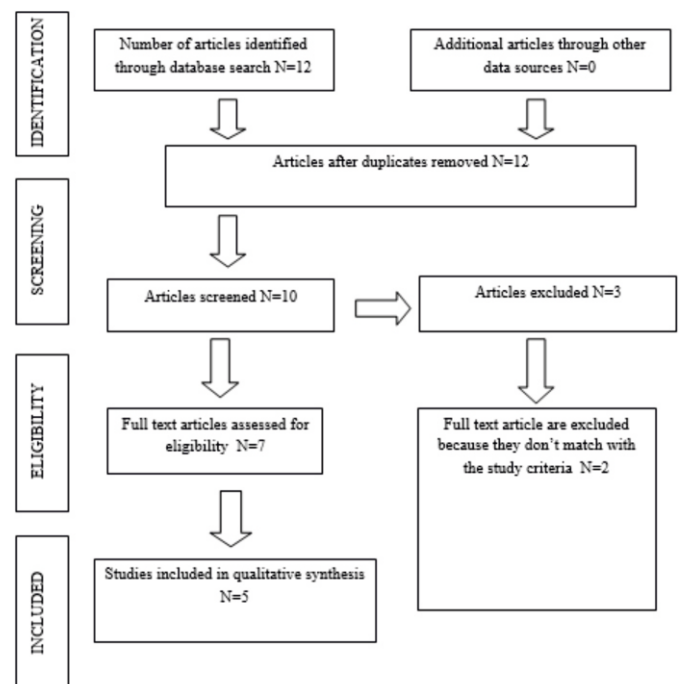 IDENTIFICATION
Number of articles identified
through database search N=12
Additional articles through other
data sources N=0
Articles after duplicates removed N=12
SCREENING
Articles screened N=10
Articles excluded N=3
ELIGIBILITY
Full text articles assessed for
eligibility N=7
Full text article are excluded
because they don't match with
the study criteria N=2
INCLUDED
Studies included in qualitative synthesis
N=5